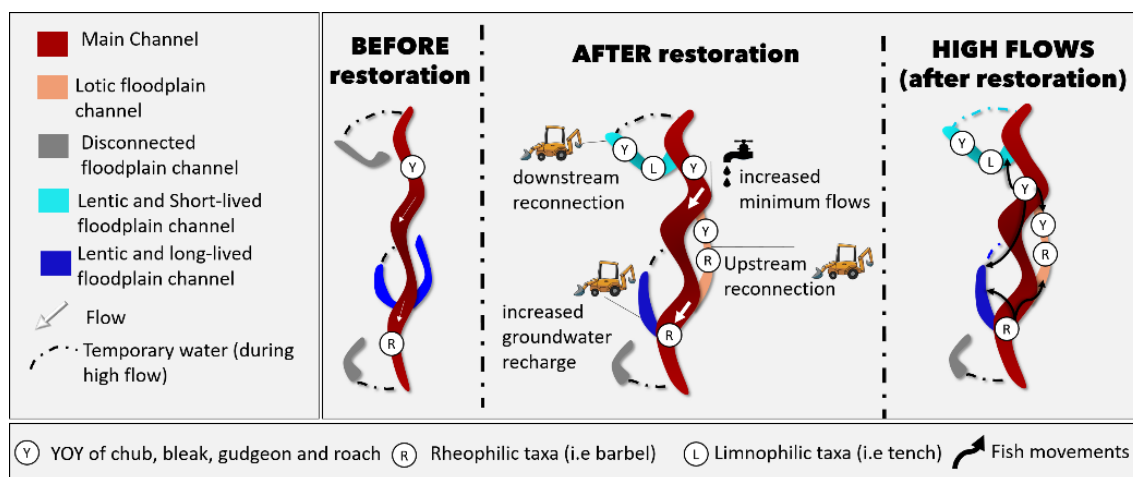 Main Channel
Lotic floodplain
channel
Disconnected
floodplain channel
Lentic and Short-lived
floodplain channel
Lentic and long-lived
floodplain channel
Flow
Temporary water (during
high flow)
BEFORE
restoration
Y
R
AFTER restoration
Y
L
Y
downstream
reconnection
increased
minimum flows
Y
R
Upstream
reconnection
increased
groundwater
recharge
R
HIGH FLOWS
(after restoration)
Y
L
Y
Y
R
R
Y YOY of chub, bleak, gudgeon and roach R Rheophilic taxa (i.e barbel) L Limnophilic taxa (i.e tench) Fish movements